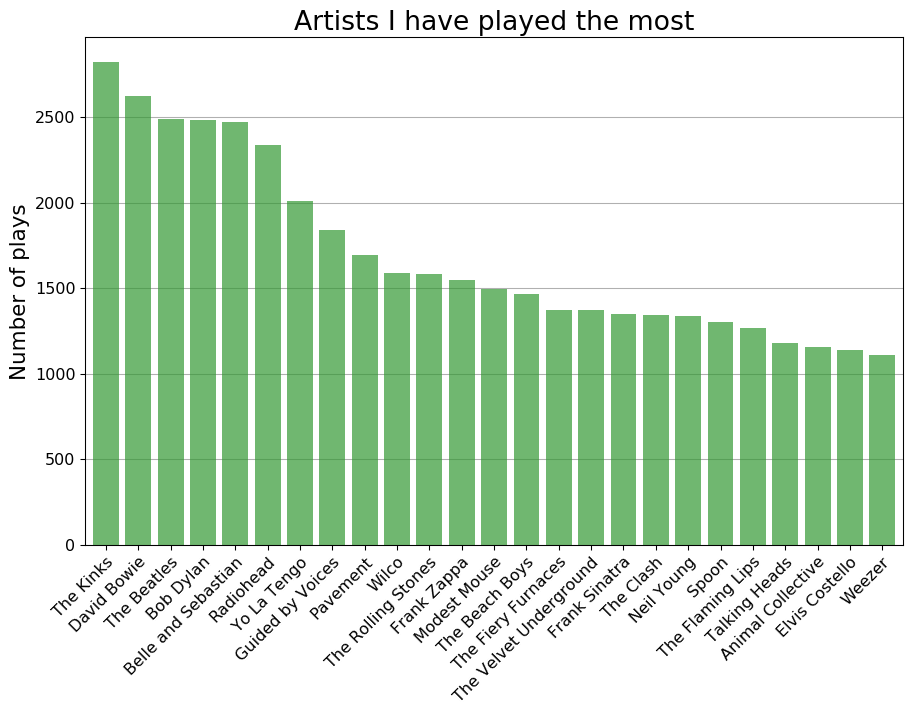 Artists I have played the most
Number of plays
2500
2000
1500
1000
500
0
The Kinks
David Bowie
The Beatles
Bob Dylan
Belle and Sebastian
Radiohead
Yo La Tengo
Guided by Voices
Pavement
Wilco
The Rolling Stones
Frank Zappa
Modest Mouse
The Beach Boys
The Fiery Furnaces
The Velvet Underground
Frank Sinatra
The Clash
Neil Young
Spoon
The Flaming Lips
Talking Heads
Animal Collective
Elvis Costello
Weezer